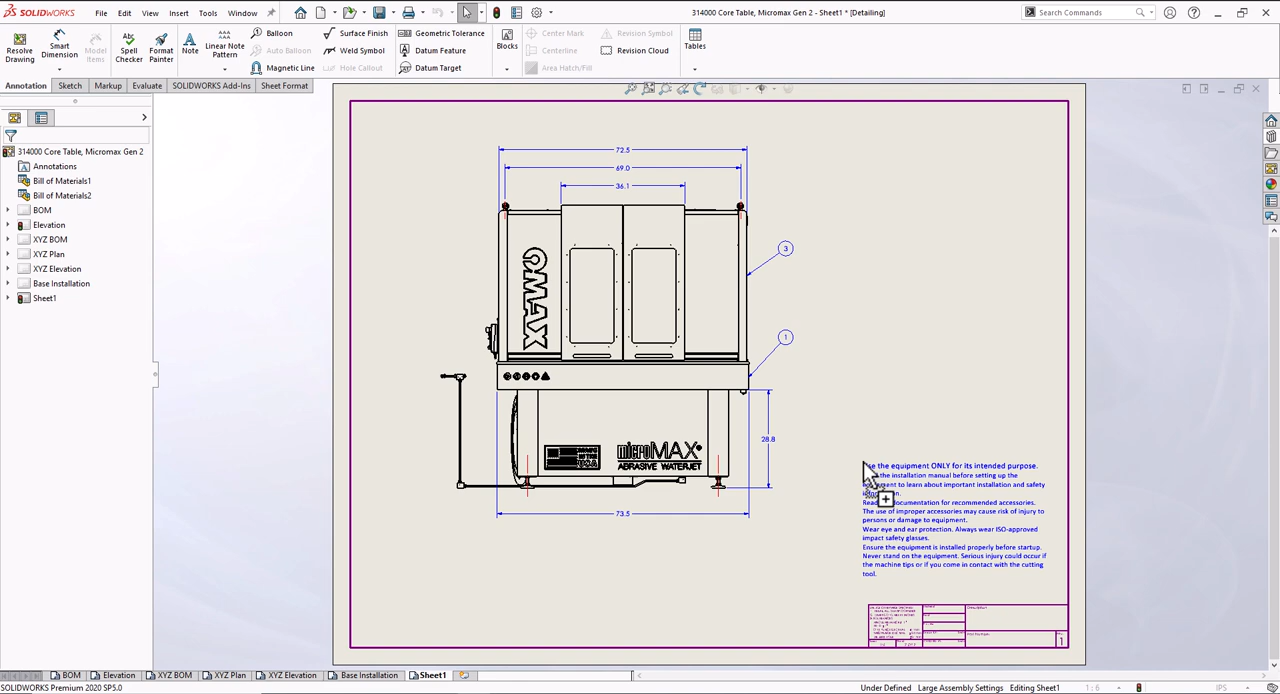 SOLIDWORKS File Edit View Insert Tools Window 314000 Core Table, Micromax Gen 2 - Sheet1 * [Detailing] Search Commands
Resolve Drawing
Smart Dimension
Model Items
Spell Checker
Format Painter
Note
Linear Note Pattern
Balloon
Auto Balloon
Magnetic Line
Surface Finish
Weld Symbol
Hole Callout
Geometric Tolerance
Datum Feature
Datum Target
Blocks
Center Mark
Centerline
Area Hatch/Fill
Revision Symbol
Revision Cloud
Tables
Annotation Sketch Markup Evaluate SOLIDWORKS Add-Ins Sheet Format
314000 Core Table, Micromax Gen 2
Annotations
Bill of Materials1
Bill of Materials2
BOM
Elevation
XYZ BOM
XYZ Plan
XYZ Elevation
Base Installation
Sheet1
72.5
69.0
36.1
3
OMAX
1
28.8
microMAX®
ABRASIVE WATERJET
73.5
the equipment ONLY for its intended purpose.
the installation manual before setting up the
to learn about important installation and safety
documentation for recommended accessories.
The use of improper accessories may cause risk of injury to
persons or damage to equipment.
Wear eye and ear protection. Always wear ISO-approved
impact safety glasses.
Ensure the equipment is installed properly before startup.
Never stand on the equipment. Serious injury could occur if
the machine tips or if you come in contact with the cutting
tool.
1
BOM Elevation XYZ BOM XYZ Plan XYZ Elevation Base Installation Sheet1
SOLIDWORKS Premium 2020 SP5.0 Under Defined Large Assembly Settings Editing Sheet1 1 : 6 IPS